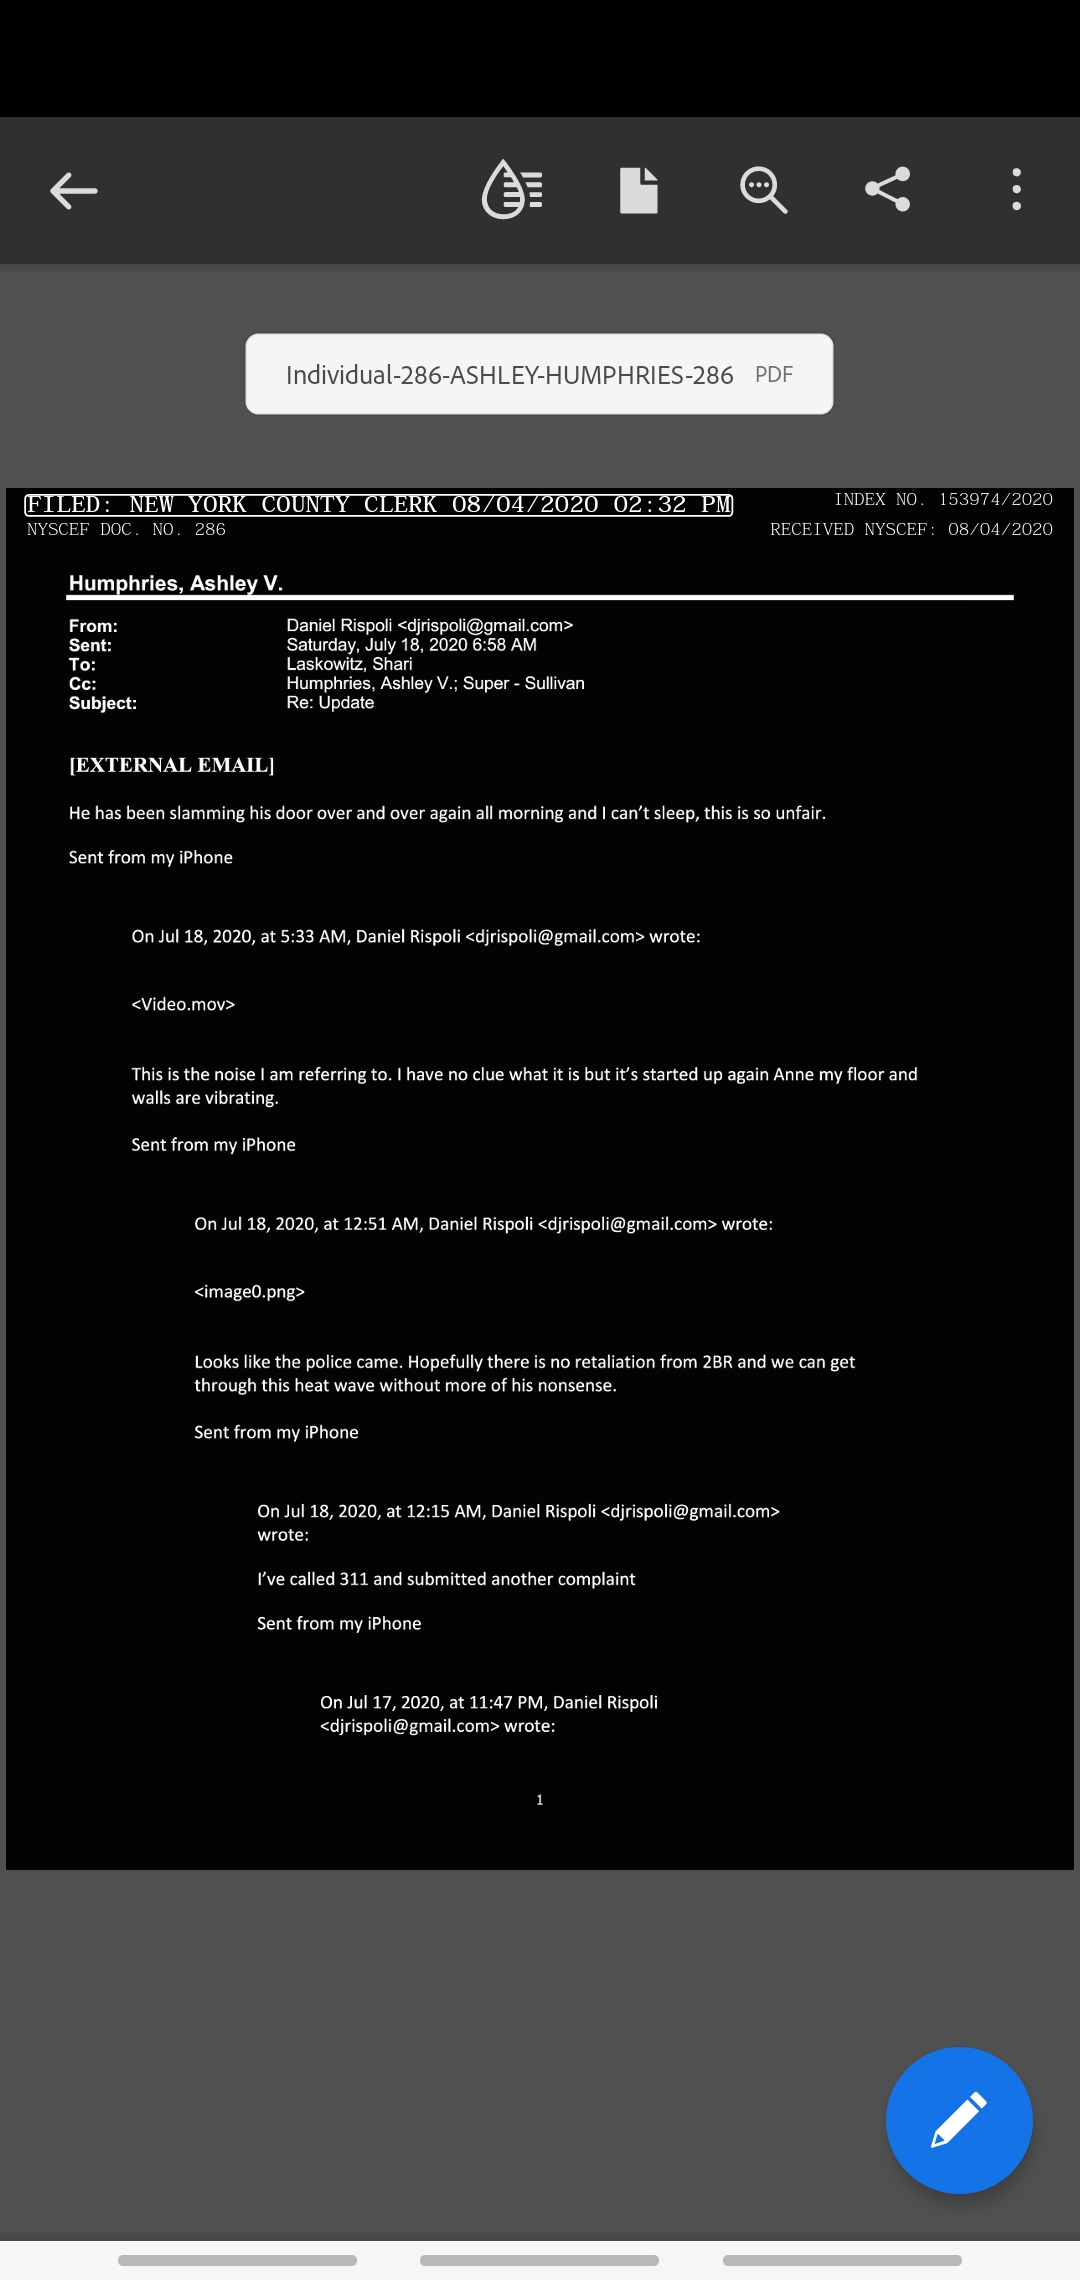 Individual-286-ASHLEY-HUMPHRIES-286 PDF
FILED: NEW YORK COUNTY CLERK 08/04/2020 02:32 PM
INDEX NO. 153974/2020
NYSCEF DOC. NO. 286
RECEIVED NYSCEF: 08/04/2020
Humphries, Ashley V.
From: Daniel Rispoli <djrispoli@gmail.com>
Sent: Saturday, July 18, 2020 6:58 AM
To: Laskowitz, Shari
Cc: Humphries, Ashley V.; Super - Sullivan
Subject: Re: Update
[EXTERNAL EMAIL]
He has been slamming his door over and over again all morning and I can’t sleep, this is so unfair.
Sent from my iPhone
On Jul 18, 2020, at 5:33 AM, Daniel Rispoli <djrispoli@gmail.com> wrote:
<Video.mov>
This is the noise I am referring to. I have no clue what it is but it’s started up again Anne my floor and
walls are vibrating.
Sent from my iPhone
On Jul 18, 2020, at 12:51 AM, Daniel Rispoli <djrispoli@gmail.com> wrote:
<image0.png>
Looks like the police came. Hopefully there is no retaliation from 2BR and we can get
through this heat wave without more of his nonsense.
Sent from my iPhone
On Jul 18, 2020, at 12:15 AM, Daniel Rispoli <djrispoli@gmail.com>
wrote:
I’ve called 311 and submitted another complaint
Sent from my iPhone
On Jul 17, 2020, at 11:47 PM, Daniel Rispoli
<djrispoli@gmail.com> wrote:
1